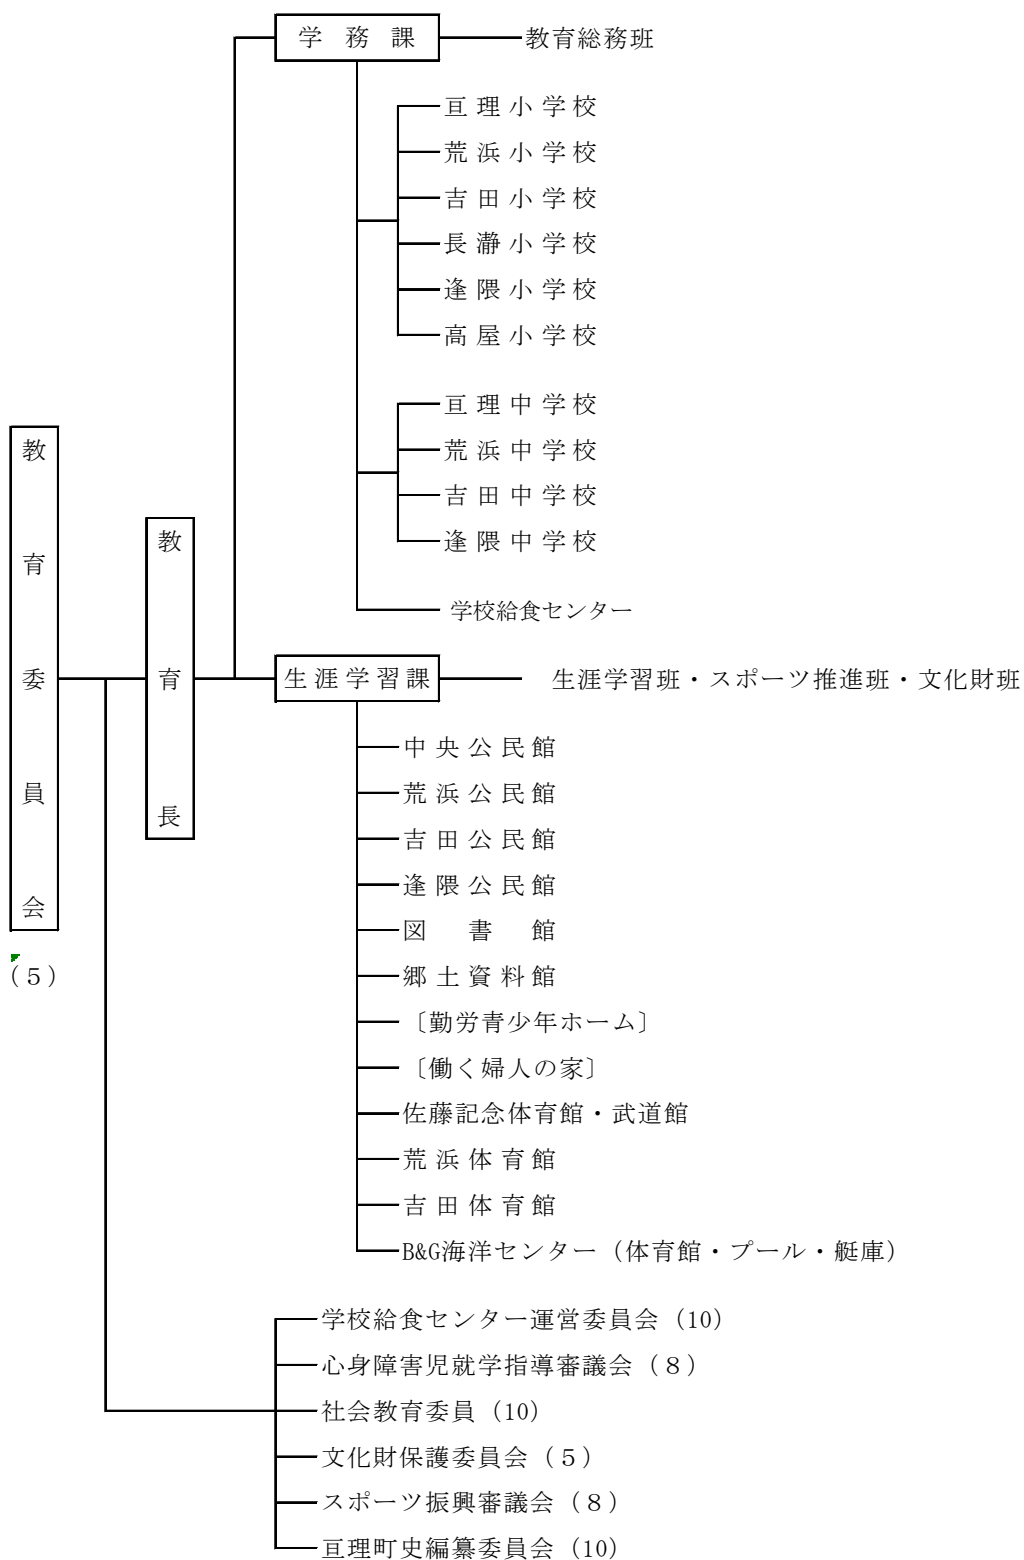 学務課
教育総務班
亘理小学校
荒浜小学校
吉田小学校
長瀞小学校
逢隈小学校
高屋小学校
亘理中学校
荒浜中学校
吉田中学校
逢隈中学校
学校給食センター
教育委員会
(5)
教育長
生涯学習課
生涯学習班・スポーツ推進班・文化財班
中央公民館
荒浜公民館
吉田公民館
逢隈公民館
図書館
郷土資料館
〔勤労青少年ホーム〕
〔働く婦人の家〕
佐藤記念体育館・武道館
荒浜体育館
吉田体育館
B&G海洋センター（体育館・プール・艇庫）
学校給食センター運営委員会（10）
心身障害児就学指導審議会（８）
社会教育委員（10）
文化財保護委員会（５）
スポーツ振興審議会（８）
亘理町史編纂委員会（10）